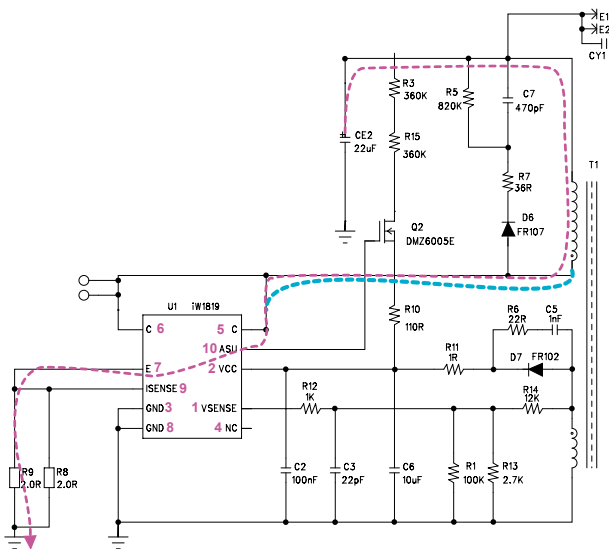 E1
E2
CY1
R3
360K
R5
820K
C7
470pF
CE2
22uF
R15
360K
T1
R7
36R
D6
FR107
Q2
DMZ6005E
U1 iW1819
R10
110R
R6
22R
C5
1nF
C 6
5 C
10 ASU
E 7
2 VCC
R11
1R
D7 FR102
ISENSE 9
R12
1K
R14
12K
GND 3
1 VSENSE
GND 8
4 NC
R9
2.0R
R8
2.0R
C2
100nF
C3
22pF
C6
10uF
R1
100K
R13
2.7K